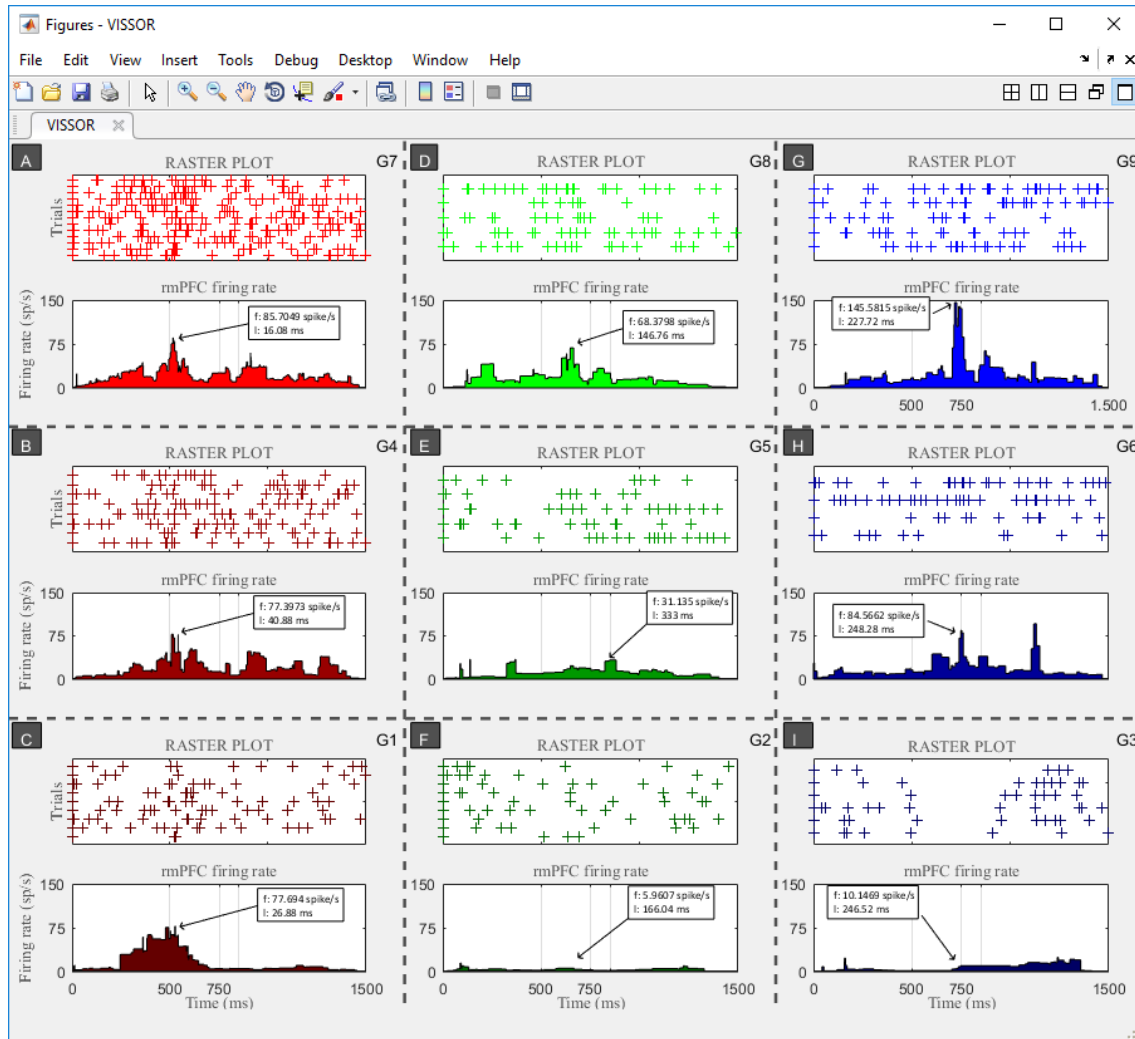 Figures - VISSOR
File Edit View Insert Tools Debug Desktop Window Help
VISSOR
A
RASTER PLOT
G7
Trials
rmPFC firing rate
Firing rate (sp/s)
150
75
0
f: 85.7049 spike/s
l: 16.08 ms
D
RASTER PLOT
G8
rmPFC firing rate
150
75
0
f: 68.3798 spike/s
l: 146.76 ms
G
RASTER PLOT
G9
rmPFC firing rate
150
75
0
f: 145.5815 spike/s
l: 227.72 ms
0 500 750 1.500
B
RASTER PLOT
G4
Trials
rmPFC firing rate
Firing rate (sp/s)
150
75
0
f: 77.3973 spike/s
l: 40.88 ms
E
RASTER PLOT
G5
rmPFC firing rate
150
75
0
f: 31.135 spike/s
l: 333 ms
H
RASTER PLOT
G6
rmPFC firing rate
150
75
0
f: 84.5662 spike/s
l: 248.28 ms
C
RASTER PLOT
G1
Trials
rmPFC firing rate
Firing rate (sp/s)
150
75
0
f: 77.694 spike/s
l: 26.88 ms
0 500 750 1500
Time (ms)
F
RASTER PLOT
G2
rmPFC firing rate
150
75
0
f: 5.9607 spike/s
l: 166.04 ms
0 500 750 1500
Time (ms)
I
RASTER PLOT
G3
rmPFC firing rate
150
75
0
f: 10.1469 spike/s
l: 246.52 ms
0 500 750 1500
Time (ms)